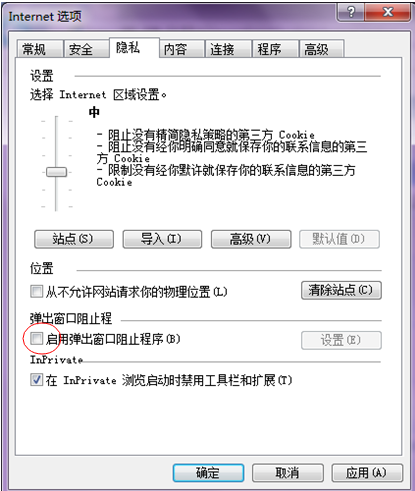 Internet 选项
常规 安全 隐私 内容 连接 程序 高级
设置
选择 Internet 区域设置。
中
- 阻止没有精简隐私策略的第三方 Cookie
- 阻止没有经你明确同意就保存你的联系信息的第三
方 Cookie
- 限制没有经你默许就保存你的联系信息的第三方
Cookie
站点(S) 导入(I) 高级(V) 默认值(D)
位置
从不允许网站请求你的物理位置(L) 清除站点(C)
弹出窗口阻止程
启用弹出窗口阻止程序(B) 设置(E)
InPrivate
在 InPrivate 浏览启动时禁用工具栏和扩展(T)
确定 取消 应用(A)